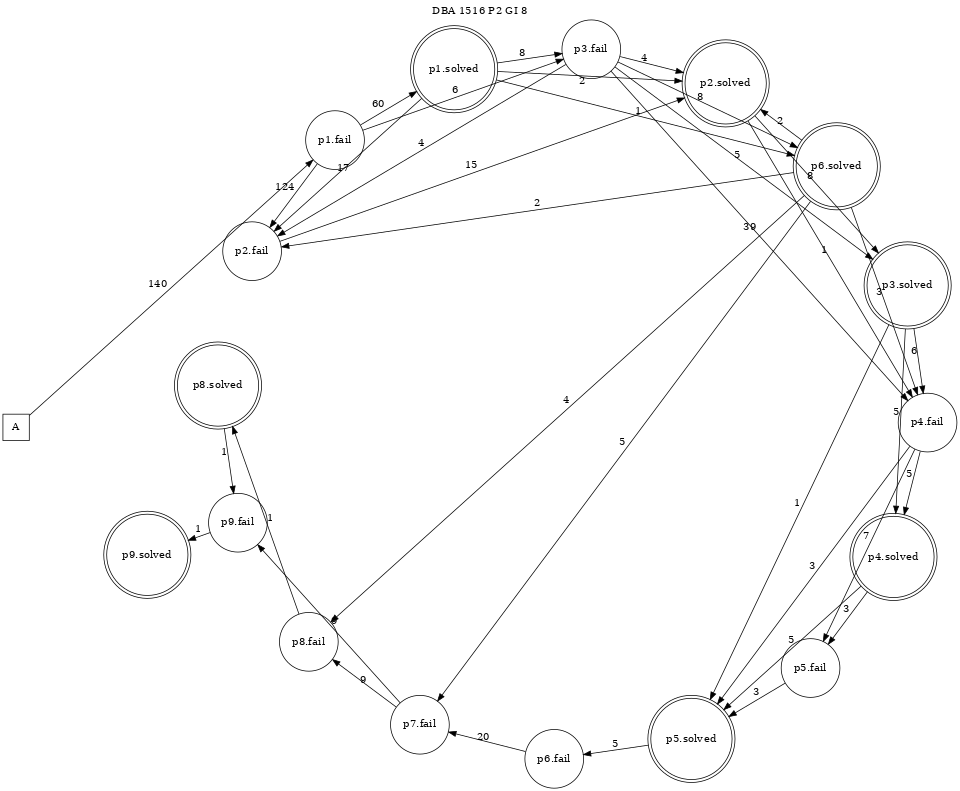 DBA 1516 P2 GI 8
p3.fail
p1.solved
8
4
p2.solved
2
60
6
8
p1.fail
1
2
p6.solved
4
15
5
17
8
124
39
2
p2.fail
1
140
3
p3.solved
6
p8.solved
4
5
A
p4.fail
5
1
5
1
p9.fail
1
1
7
p9.solved
p4.solved
3
3
p8.fail
5
p5.fail
9
3
p7.fail
20
5
p5.solved
p6.fail